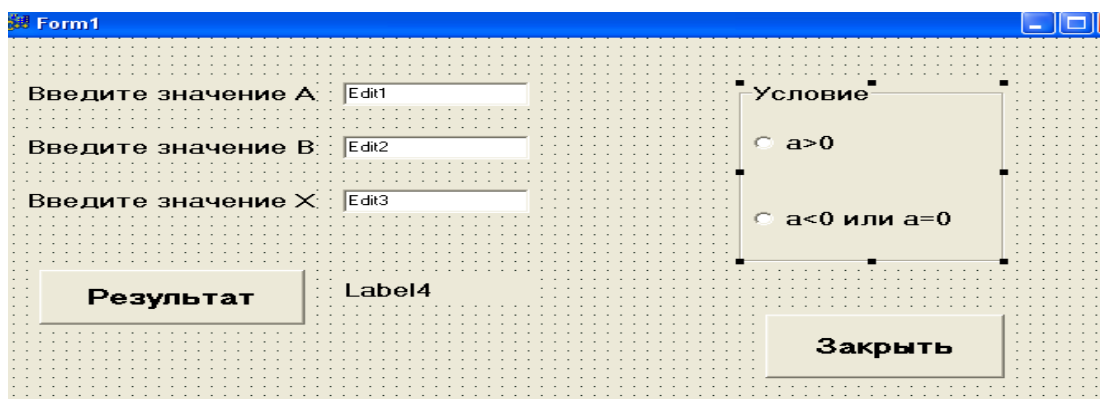 Form1
Введите значение A
Edit1
Введите значение B
Edit2
Введите значение X
Edit3
Условие
a>0
a<0 или a=0
Результат
Label4
Закрыть